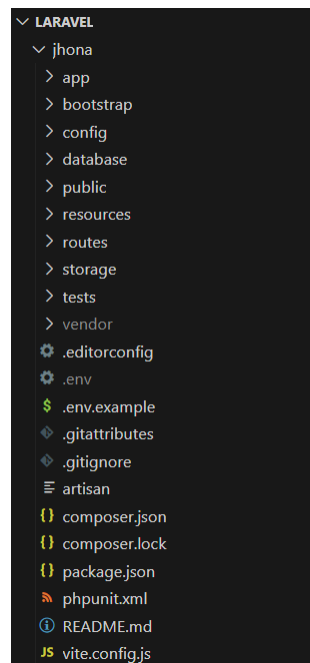 LARAVEL
jhona
app
bootstrap
config
database
public
resources
routes
storage
tests
vendor
.editorconfig
.env
.env.example
.gitattributes
.gitignore
artisan
composer.json
composer.lock
package.json
phpunit.xml
README.md
vite.config.js